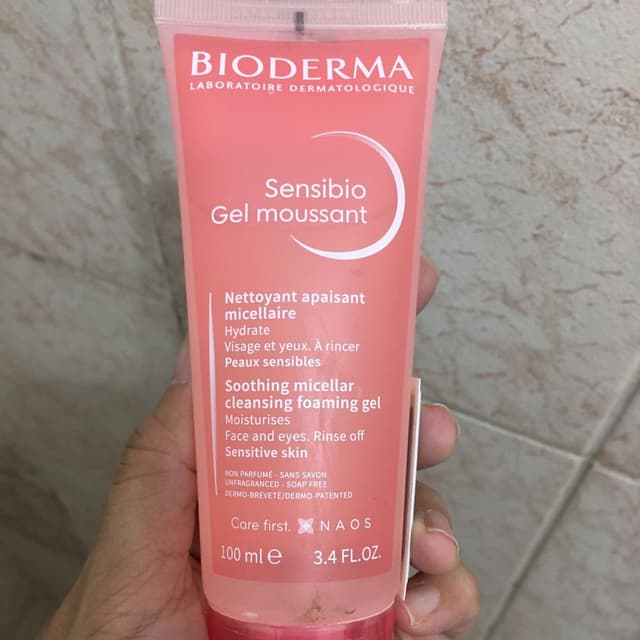 BIODERMA
LABORATOIRE DERMATOLOGIQUE
Sensibio
Gel moussant
Nettoyant apaisant
micellaire
Hydrate
Visage et yeux. À rincer
Peaux sensibles
Soothing micellar
cleansing foaming gel
Moisturises
Face and eyes. Rinse off
Sensitive skin
NON PARFUMÉ - SANS SAVON
UNFRAGRANCED - SOAP FREE
DERMO-BREVETÉ/DERMO-PATENTED
Care first. NAOS
100 ml ℮ 3.4 FL.OZ.